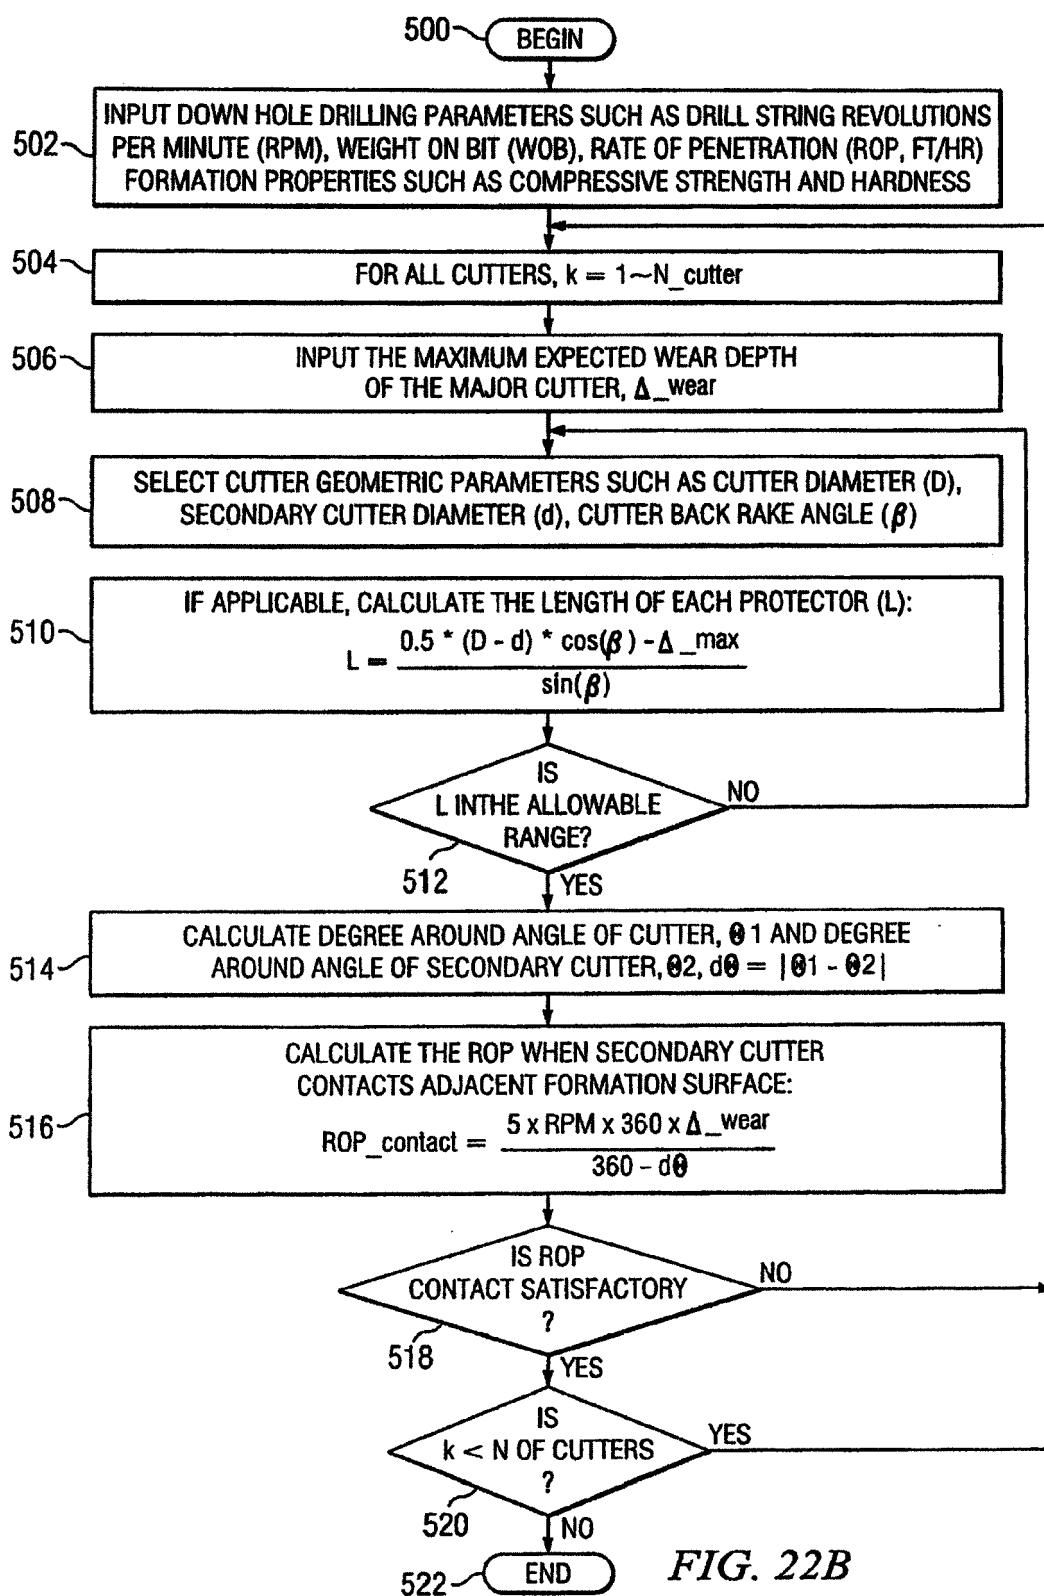 500
BEGIN
502
INPUT DOWN HOLE DRILLING PARAMETERS SUCH AS DRILL STRING REVOLUTIONS
PER MINUTE (RPM), WEIGHT ON BIT (WOB), RATE OF PENETRATION (ROP, FT/HR)
FORMATION PROPERTIES SUCH AS COMPRESSIVE STRENGTH AND HARDNESS
504
FOR ALL CUTTERS, k = 1~N_cutter
506
INPUT THE MAXIMUM EXPECTED WEAR DEPTH
OF THE MAJOR CUTTER, Δ_wear
508
SELECT CUTTER GEOMETRIC PARAMETERS SUCH AS CUTTER DIAMETER (D),
SECONDARY CUTTER DIAMETER (d), CUTTER BACK RAKE ANGLE (β)
510
IF APPLICABLE, CALCULATE THE LENGTH OF EACH PROTECTOR (L):
L = 0.5 * (D - d) * cos(β) - Δ_max
sin(β)
IS
L INTHE ALLOWABLE
RANGE?
NO
512
YES
514
CALCULATE DEGREE AROUND ANGLE OF CUTTER, Θ1 AND DEGREE
AROUND ANGLE OF SECONDARY CUTTER, Θ2, dΘ = |Θ1 - Θ2|
516
CALCULATE THE ROP WHEN SECONDARY CUTTER
CONTACTS ADJACENT FORMATION SURFACE:
ROP_contact = 5 x RPM x 360 x Δ_wear
360 - dΘ
IS ROP
CONTACT SATISFACTORY
?
NO
518
YES
IS
k < N OF CUTTERS
?
YES
520
NO
522
END
FIG. 22B